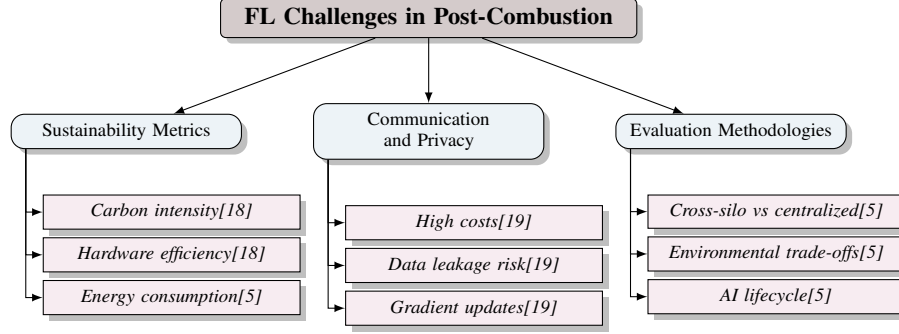 FL Challenges in Post-Combustion
Sustainability Metrics
Carbon intensity[18]
Hardware efficiency[18]
Energy consumption[5]
Communication
and Privacy
High costs[19]
Data leakage risk[19]
Gradient updates[19]
Evaluation Methodologies
Cross-silo vs centralized[5]
Environmental trade-offs[5]
AI lifecycle[5]